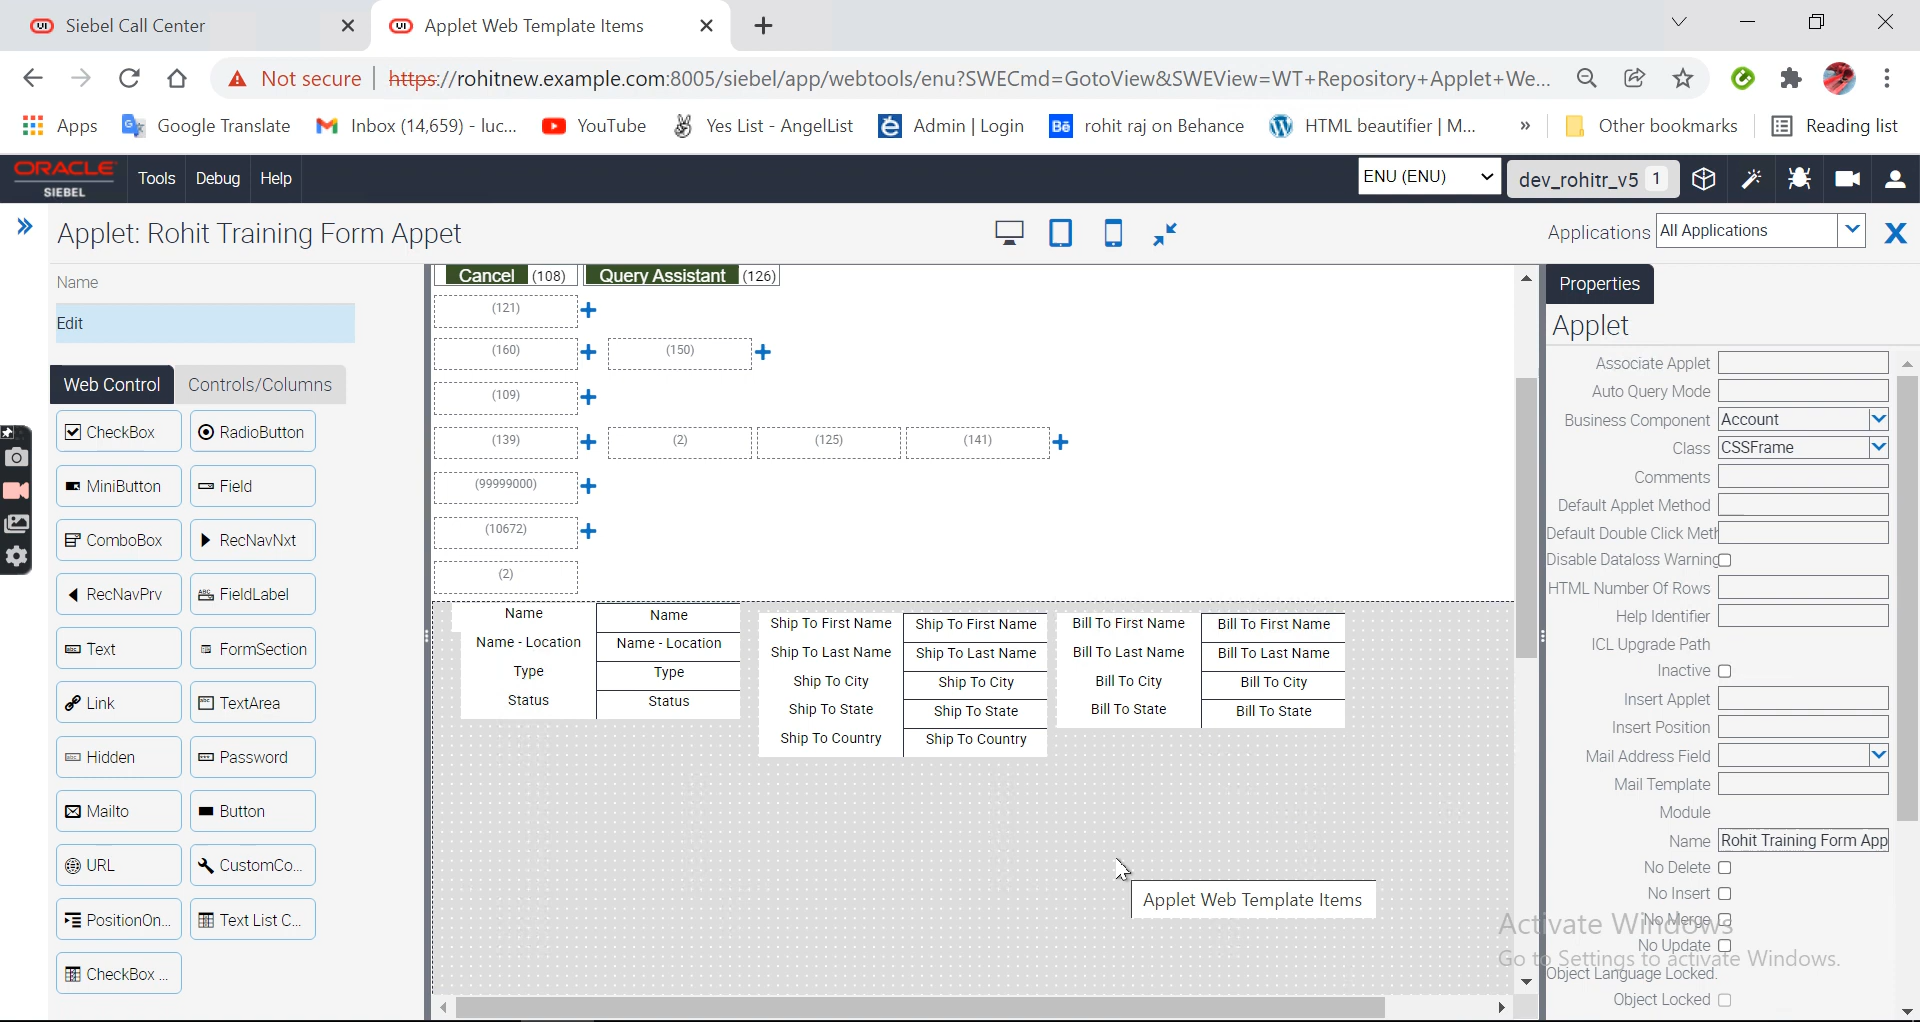 Siebel Call Center
Applet Web Template Items
Not secure
https://rohitnew.example.com:8005/siebel/app/webtools/enu?SWECmd=GotoView&SWEView=WT+Repository+Applet+We...
Apps
Google Translate
Inbox (14,659) - luc...
YouTube
Yes List - AngelList
Admin | Login
Bē rohit raj on Behance
HTML beautifier | M...
»
Other bookmarks
Reading list
ORACLE
SIEBEL
Tools
Debug
Help
ENU (ENU)
dev_rohitr_v5 1
Applet: Rohit Training Form Appet
Applications
All Applications
Name
Edit
Web Control
Controls/Columns
CheckBox
RadioButton
MiniButton
Field
ComboBox
RecNavNxt
RecNavPrv
FieldLabel
Text
FormSection
Link
TextArea
Hidden
Password
Mailto
Button
URL
CustomCo...
PositionOn...
Text List C...
CheckBox ...
Cancel (108)
Query Assistant (126)
(121)
(160)
(150)
(109)
(139)
(2)
(125)
(141)
(99999000)
(10672)
(2)
Name
Name
Name - Location
Name - Location
Type
Type
Status
Status
Ship To First Name
Ship To First Name
Ship To Last Name
Ship To Last Name
Ship To City
Ship To City
Ship To State
Ship To State
Ship To Country
Ship To Country
Bill To First Name
Bill To First Name
Bill To Last Name
Bill To Last Name
Bill To City
Bill To City
Bill To State
Bill To State
Applet Web Template Items
Properties
Applet
Associate Applet
Auto Query Mode
Business Component Account
Class CSSFrame
Comments
Default Applet Method
Default Double Click Meth
Disable Dataloss Warning
HTML Number Of Rows
Help Identifier
ICL Upgrade Path
Inactive
Insert Applet
Insert Position
Mail Address Field
Mail Template
Module
Name Rohit Training Form App
No Delete
No Insert
No Merge
No Update
Object Language Locked.
Object Locked
Activate Windows
Go to Settings to activate Windows.